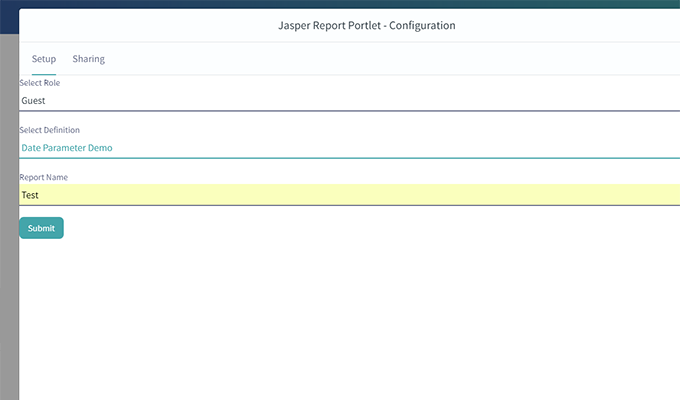 Jasper Report Portlet - Configuration
Setup Sharing
Select Role
Guest
Select Definition
Date Parameter Demo
Report Name
Test
Submit